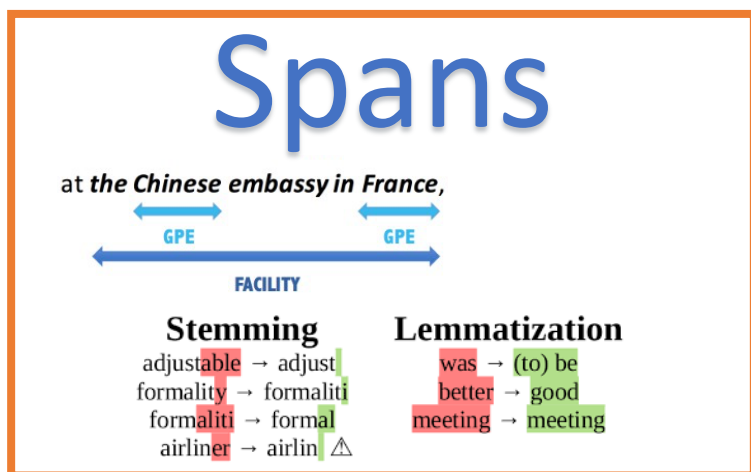 Spans
at the Chinese embassy in France,
GPE GPE
FACILITY
Stemming Lemmatization
adjustable → adjust was → (to) be
formality → formaliti better → good
formaliti → formal meeting → meeting
airliner → airlin ⚠